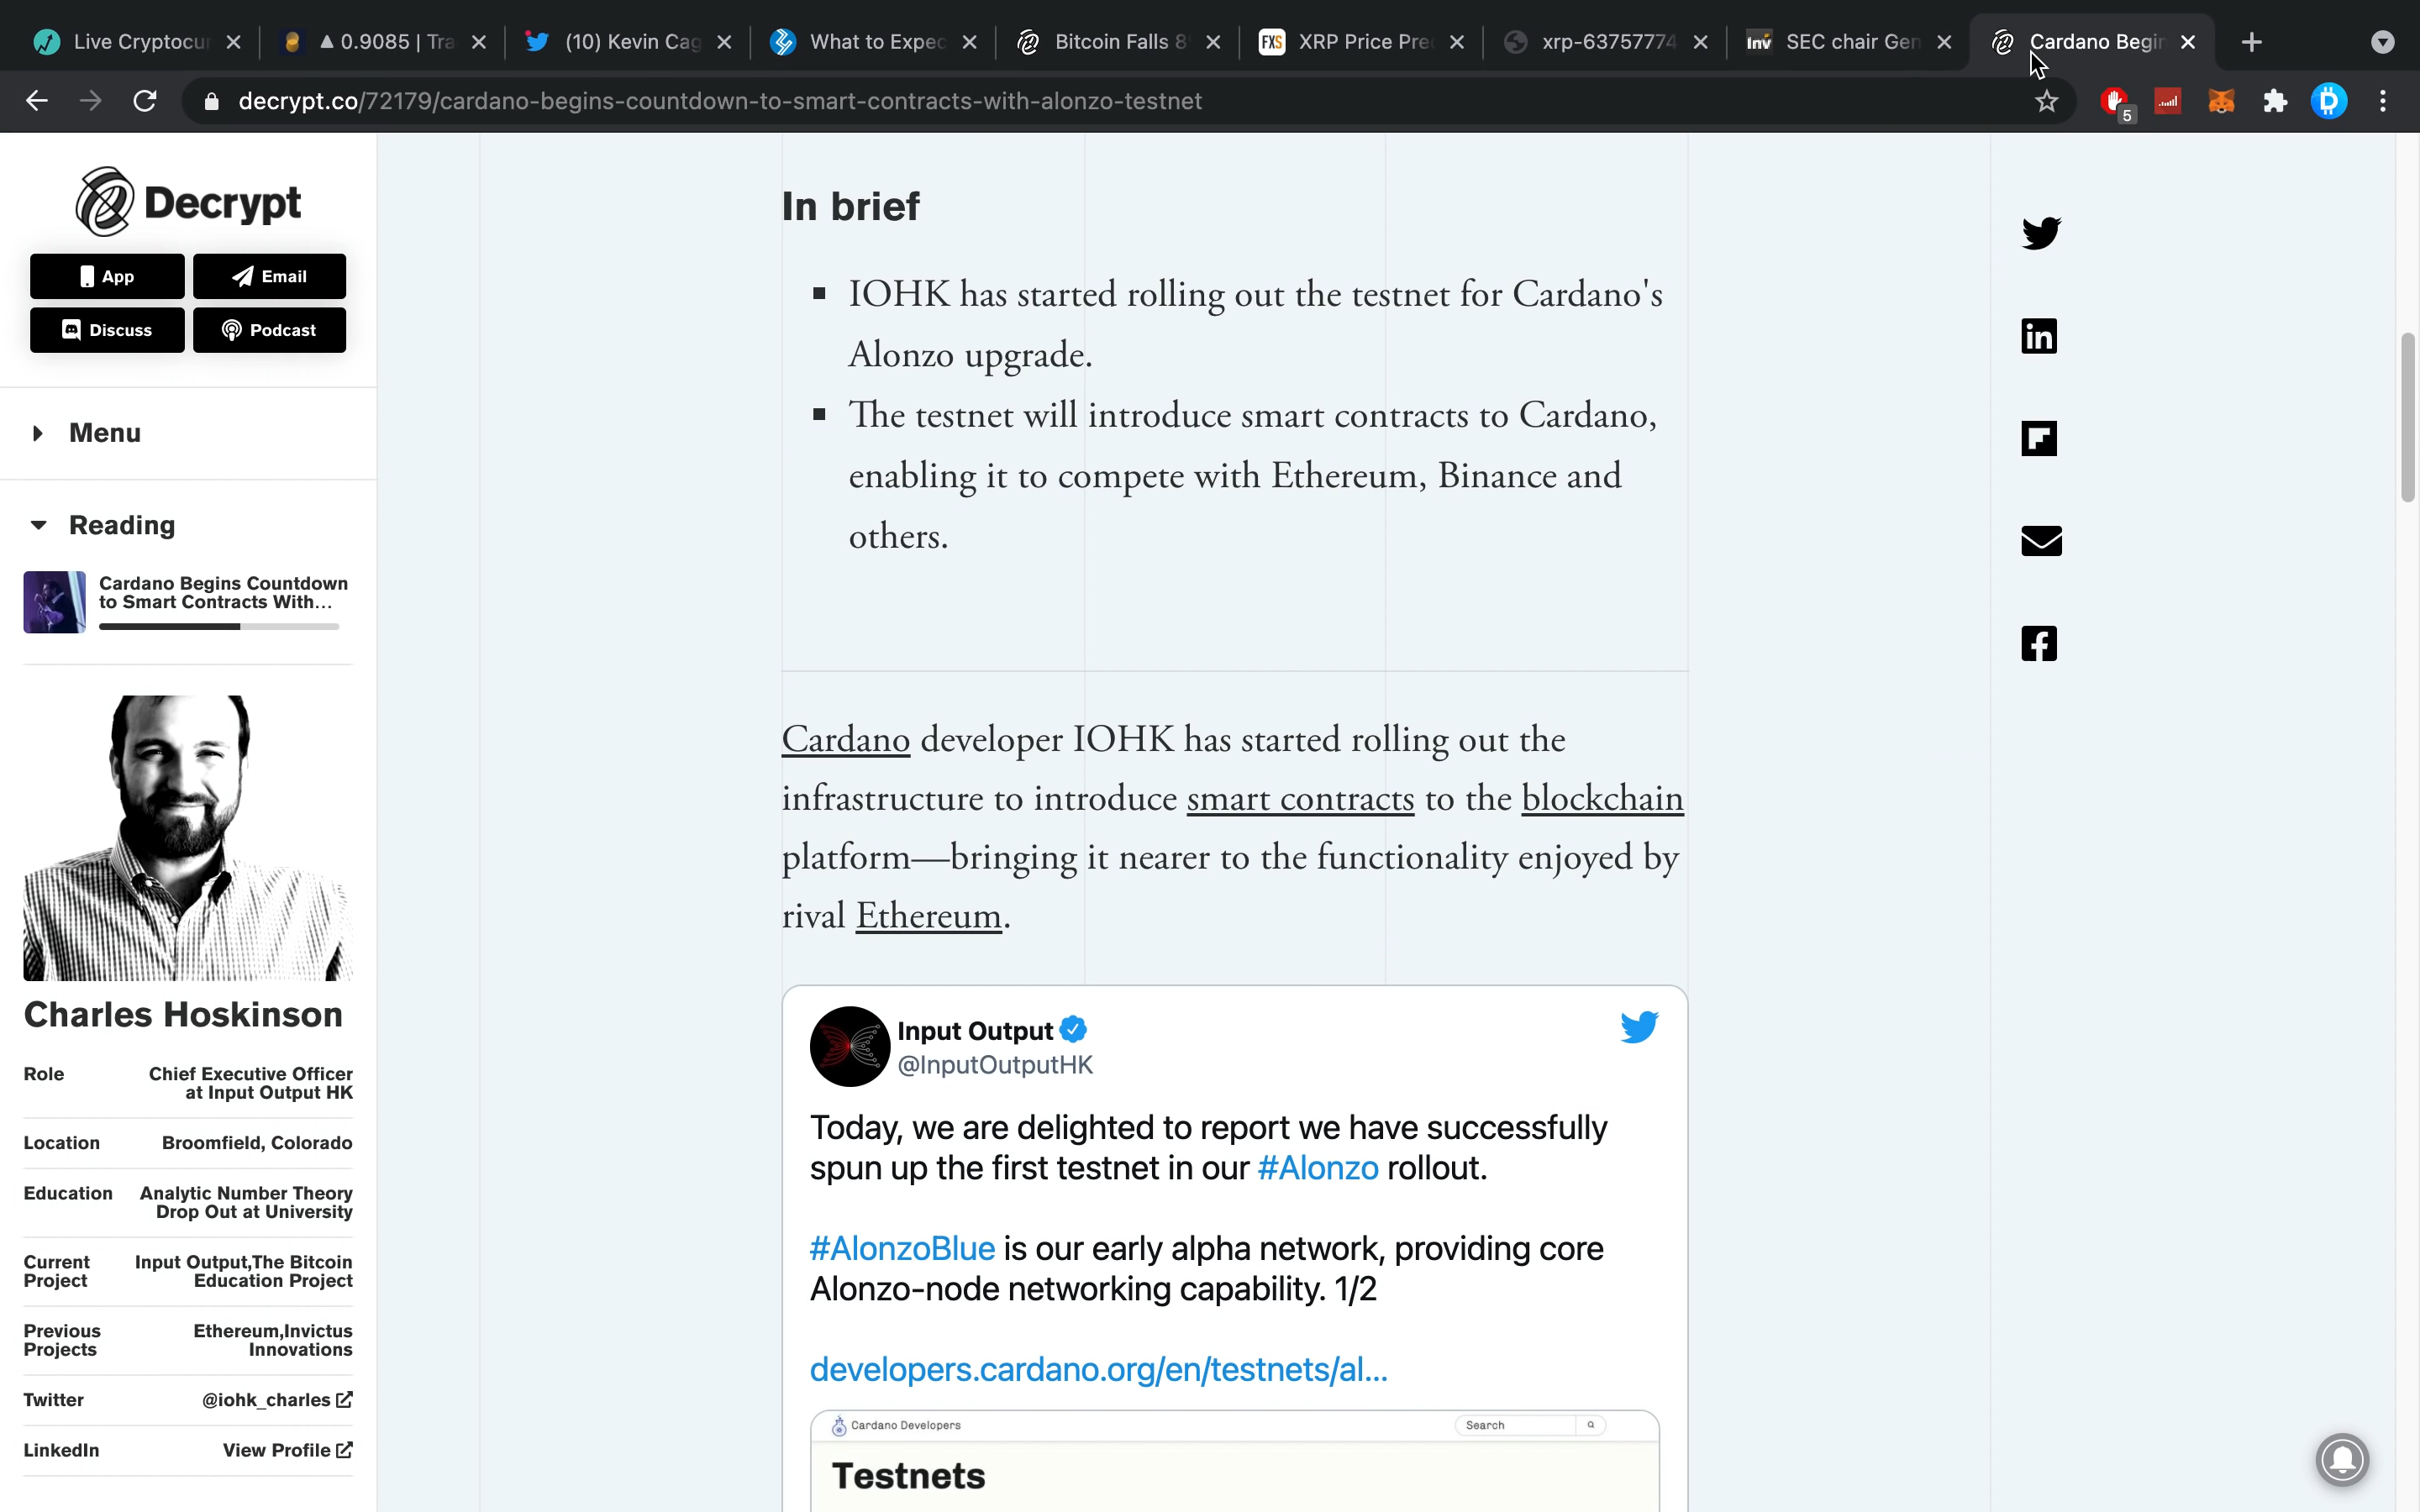 Live Cryptocur
▲ 0.9085 | Tra
(10) Kevin Cag
What to Expec
Bitcoin Falls 8
FXS XRP Price Pre
xrp-63757774
Inv SEC chair Gen
Cardano Begin
decrypt.co/72179/cardano-begins-countdown-to-smart-contracts-with-alonzo-testnet
5
Decrypt
App
Email
Discuss
Podcast
Menu
Reading
Cardano Begins Countdown
to Smart Contracts With...
Charles Hoskinson
Role Chief Executive Officer
at Input Output HK
Location Broomfield, Colorado
Education Analytic Number Theory
Drop Out at University
Current Input Output,The Bitcoin
Project Education Project
Previous Ethereum,Invictus
Projects Innovations
Twitter @iohk_charles
LinkedIn View Profile
In brief
IOHK has started rolling out the testnet for Cardano's
Alonzo upgrade.
The testnet will introduce smart contracts to Cardano,
enabling it to compete with Ethereum, Binance and
others.
Cardano developer IOHK has started rolling out the
infrastructure to introduce smart contracts to the blockchain
platform—bringing it nearer to the functionality enjoyed by
rival Ethereum.
Input Output
@InputOutputHK
Today, we are delighted to report we have successfully
spun up the first testnet in our #Alonzo rollout.
#AlonzoBlue is our early alpha network, providing core
Alonzo-node networking capability. 1/2
developers.cardano.org/en/testnets/al...
Cardano Developers
Search
Testnets